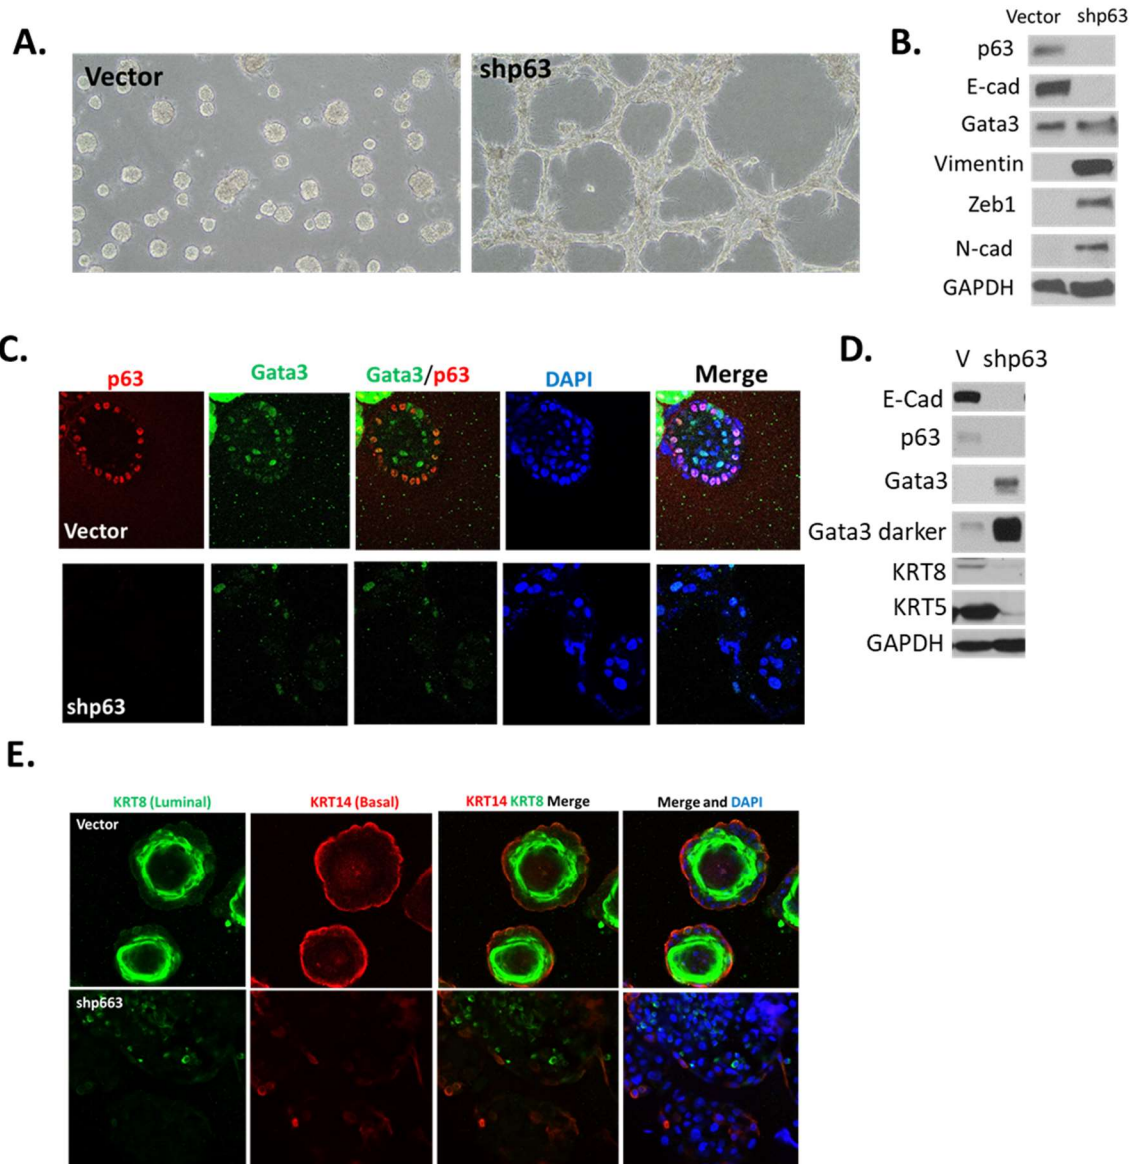 A.
Vector
shp63
B.
Vector shp63
p63
E-cad
Gata3
Vimentin
Zeb1
N-cad
GAPDH
C.
p63
Gata3
Gata3/p63
DAPI
Merge
Vector
shp63
D.
V shp63
E-Cad
p63
Gata3
Gata3 darker
KRT8
KRT5
GAPDH
E.
KRT8 (Luminal)
KRT14 (Basal)
KRT14 KRT8 Merge
Merge and DAPI
Vector
shp663